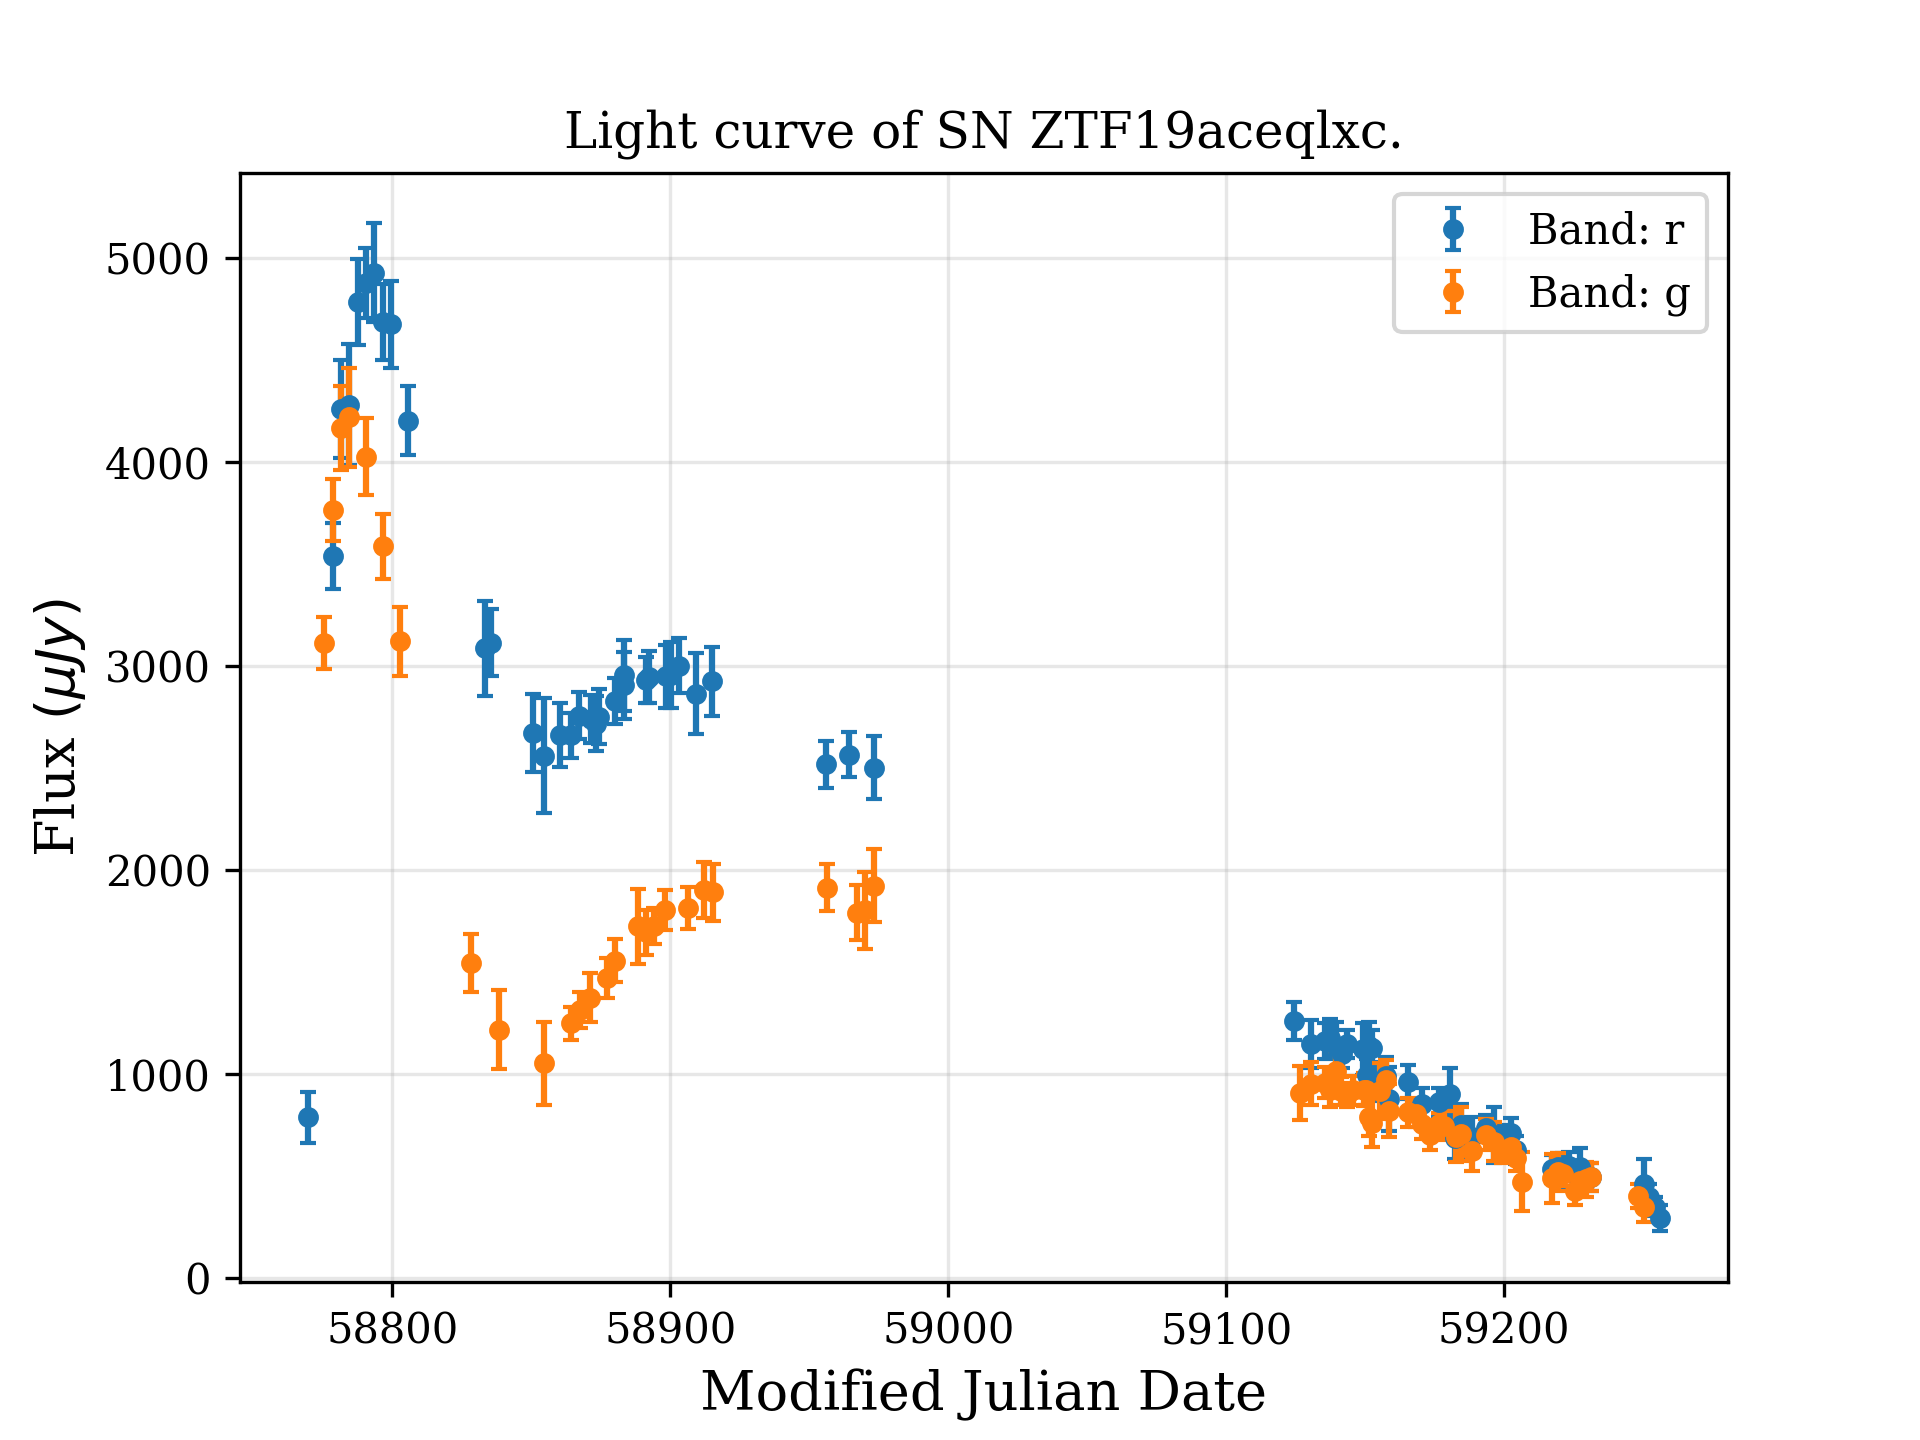 Light curve of SN ZTF19aceqlxc.
Band: r
Band: g
Flux (μJy)
5000
4000
3000
2000
1000
0
58800 58900 59000 59100 59200
Modified Julian Date